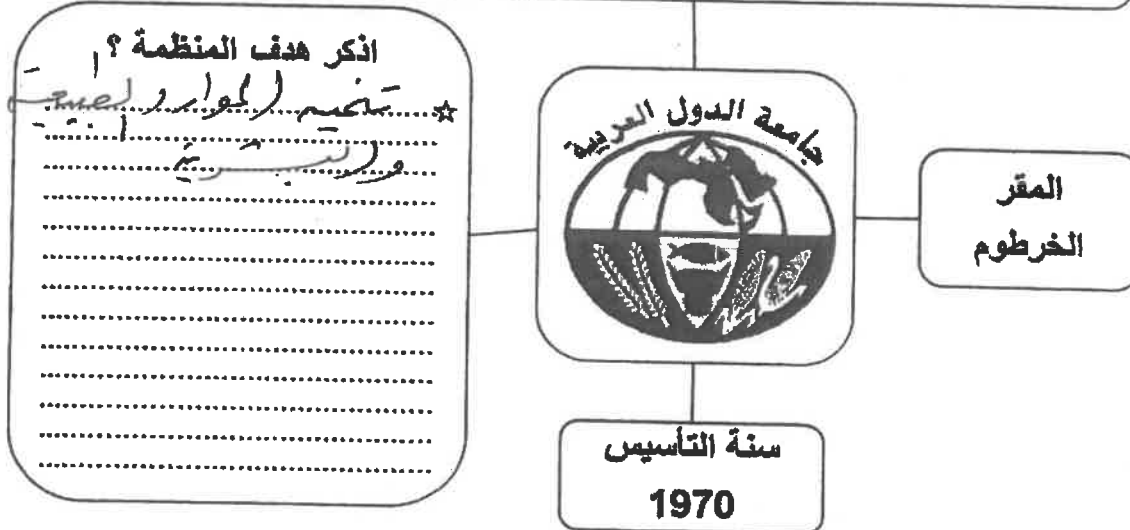 اذكر هدف المنظمة ؟
تنمية الموارد الطبيعية
والبشرية
جامعة الدول العربية
المقر
الخرطوم
سنة التأسيس
1970